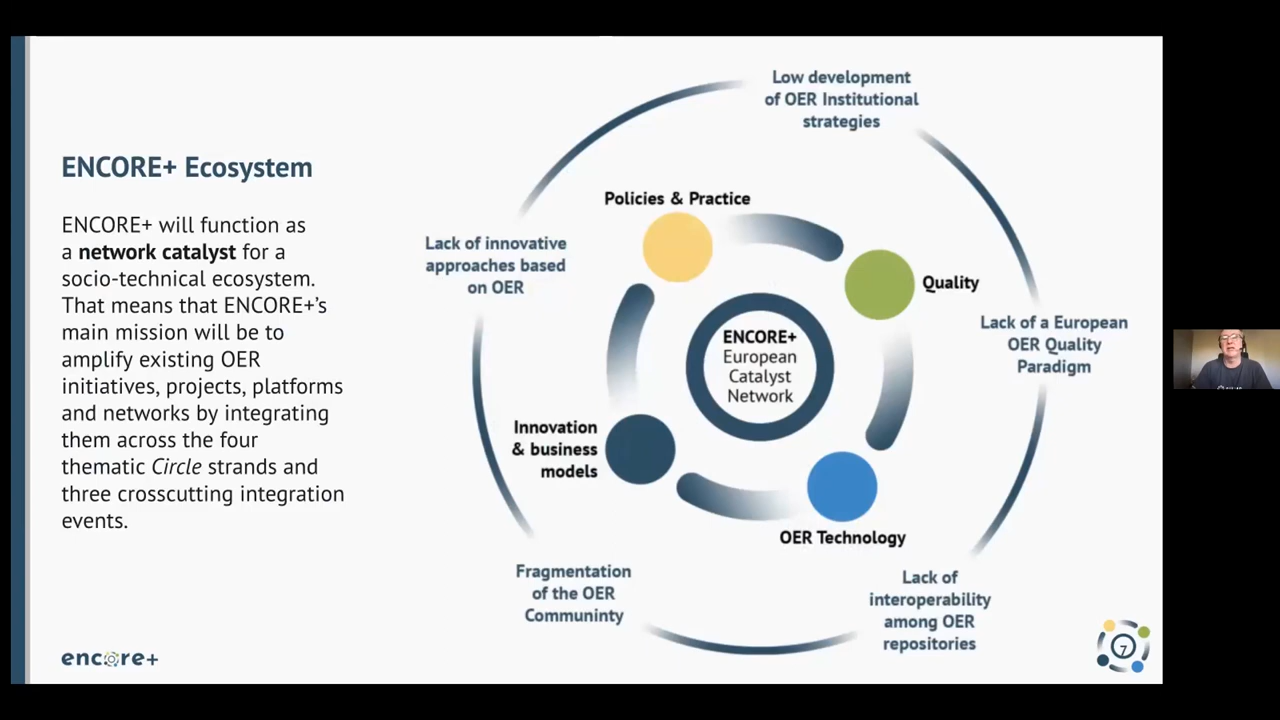 ENCORE+ Ecosystem
ENCORE+ will function as
a network catalyst for a
socio-technical ecosystem.
That means that ENCORE+’s
main mission will be to
amplify existing OER
initiatives, projects, platforms
and networks by integrating
them across the four
thematic Circle strands and
three crosscutting integration
events.
encore+
Low development
of OER Institutional
strategies
Policies & Practice
Lack of innovative
approaches based
on OER
Quality
Lack of a European
OER Quality
Paradigm
ENCORE+
European
Catalyst
Network
Innovation
& business
models
OER Technology
Fragmentation
of the OER
Communinty
Lack of
interoperability
among OER
repositories
7